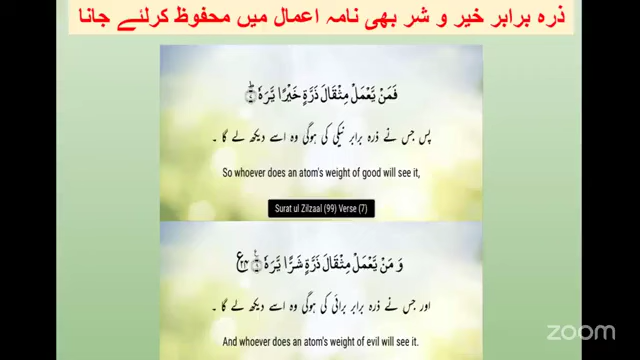 ذرہ برابر خیر و شر بھی نامہ اعمال میں محفوظ کرلئے جانا
فَمَنْ يَّعْمَلْ مِثْقَالَ ذَرَّةٍ خَيْرًا يَّرَهٗ ؕ﴿۷﴾
پس جس نے ذرہ برابر نیکی کی ہوگی وہ اسے دیکھ لے گا ۔
So whoever does an atom's weight of good will see it,
Surat ul Zilzaal (99) Verse (7)
وَ مَنْ يَّعْمَلْ مِثْقَالَ ذَرَّةٍ شَرًّا يَّرَهٗ
اور جس نے ذرہ برابر برائی کی ہوگی وہ اسے دیکھ لے گا ۔
And whoever does an atom's weight of evil will see it.
zoom